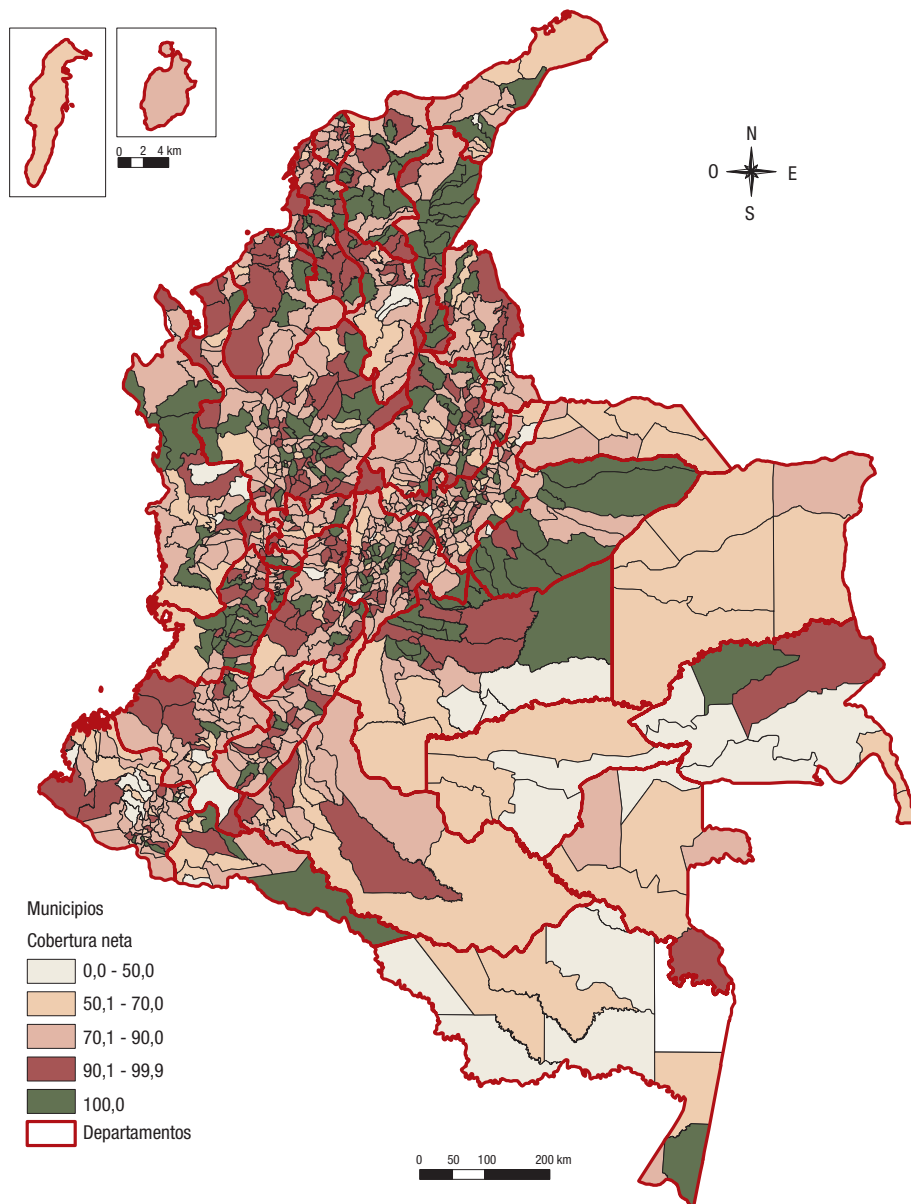 0 2 4 km
N
O E
S
Municipios
Cobertura neta
0,0 - 50,0
50,1 - 70,0
70,1 - 90,0
90,1 - 99,9
100,0
Departamentos
0 50 100 200 km